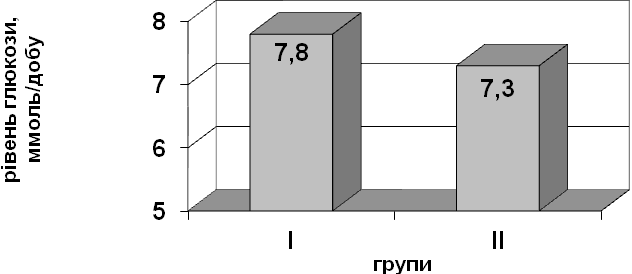 рівень глюкози,
ммоль/добу
8
7
6
5
7,8
7,3
I
II
групи